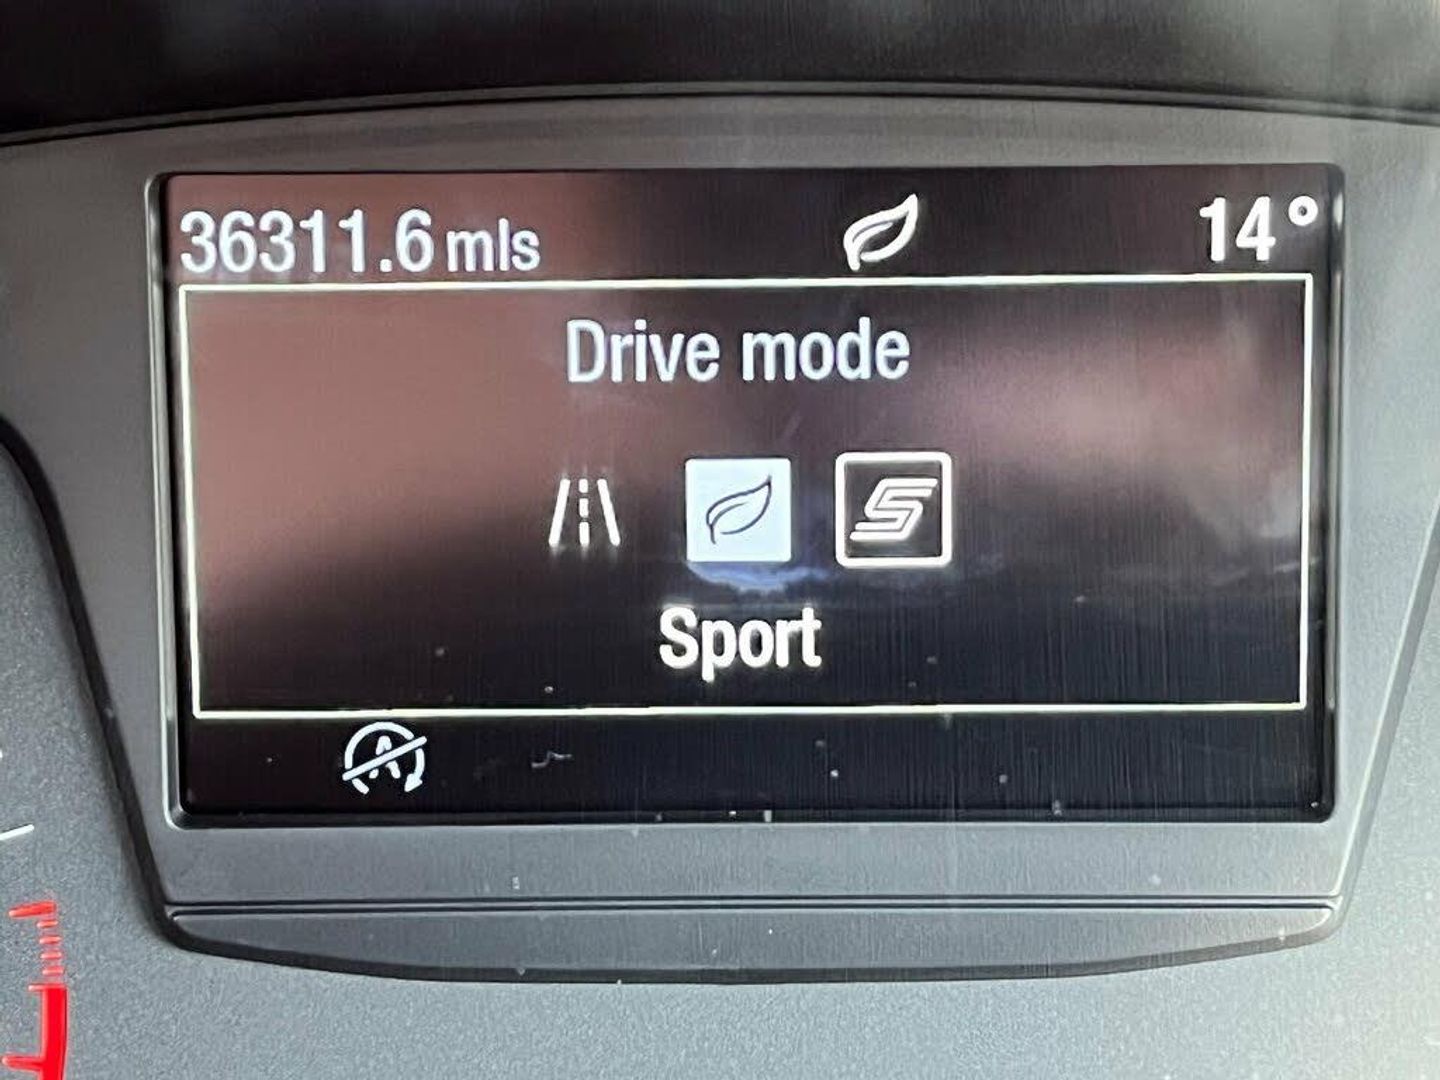 36311.6 mls 14°
Drive mode
S
Sport
A